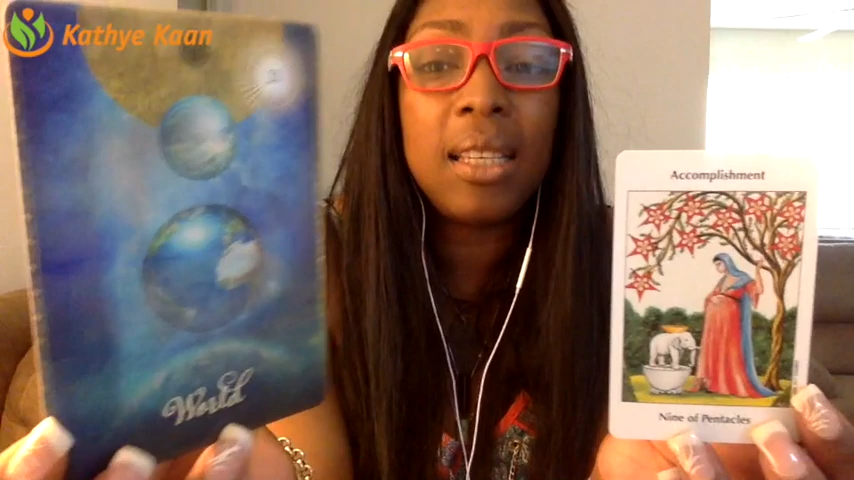 Kathye Kaan
World
Accomplishment
Nine of Pentacles